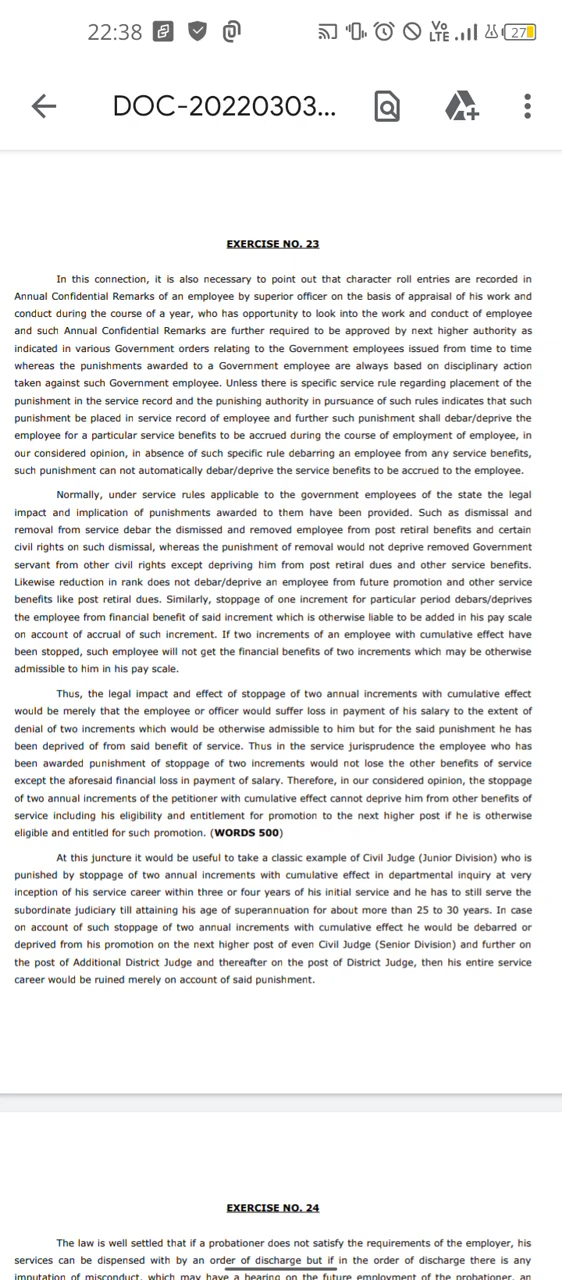 22:38
Vo
LTE
27
DOC-20220303...
EXERCISE NO. 23
In this connection, it is also necessary to point out that character roll entries are recorded in
Annual Confidential Remarks of an employee by superior officer on the basis of appraisal of his work and
conduct during the course of a year, who has opportunity to look into the work and conduct of employee
and such Annual Confidential Remarks are further required to be approved by next higher authority as
indicated in various Government orders relating to the Government employees issued from time to time
whereas the punishments awarded to a Government employee are always based on disciplinary action
taken against such Government employee. Unless there is specific service rule regarding placement of the
punishment in the service record and the punishing authority in pursuance of such rules indicates that such
punishment be placed in service record of employee and further such punishment shall debar/deprive the
employee for a particular service benefits to be accrued during the course of employment of employee, in
our considered opinion, in absence of such specific rule debarring an employee from any service benefits,
such punishment can not automatically debar/deprive the service benefits to be accrued to the employee.
Normally, under service rules applicable to the government employees of the state the legal
impact and implication of punishments awarded to them have been provided. Such as dismissal and
removal from service debar the dismissed and removed employee from post retiral benefits and certain
civil rights on such dismissal, whereas the punishment of removal would not deprive removed Government
servant from other civil rights except depriving him from post retiral dues and other service benefits.
Likewise reduction in rank does not debar/deprive an employee from future promotion and other service
benefits like post retiral dues. Similarly, stoppage of one increment for particular period debars/deprives
the employee from financial benefit of said increment which is otherwise liable to be added in his pay scale
on account of accrual of such increment. If two increments of an employee with cumulative effect have
been stopped, such employee will not get the financial benefits of two increments which may be otherwise
admissible to him in his pay scale.
Thus, the legal impact and effect of stoppage of two annual increments with cumulative effect
would be merely that the employee or officer would suffer loss in payment of his salary to the extent of
denial of two increments which would be otherwise admissible to him but for the said punishment he has
been deprived of from said benefit of service. Thus in the service jurisprudence the employee who has
been awarded punishment of stoppage of two increments would not lose the other benefits of service
except the aforesaid financial loss in payment of salary. Therefore, in our considered opinion, the stoppage
of two annual increments of the petitioner with cumulative effect cannot deprive him from other benefits of
service including his eligibility and entitlement for promotion to the next higher post if he is otherwise
eligible and entitled for such promotion. (WORDS 500)
At this juncture it would be useful to take a classic example of Civil Judge (Junior Division) who is
punished by stoppage of two annual increments with cumulative effect in departmental inquiry at very
inception of his service career within three or four years of his initial service and he has to still serve the
subordinate judiciary till attaining his age of superannuation for about more than 25 to 30 years. In case
on account of such stoppage of two annual increments with cumulative effect he would be debarred or
deprived from his promotion on the next higher post of even Civil Judge (Senior Division) and further on
the post of Additional District Judge and thereafter on the post of District Judge, then his entire service
career would be ruined merely on account of said punishment.
EXERCISE NO. 24
The law is well settled that if a probationer does not satisfy the requirements of the employer, his
services can be dispensed with by an order of discharge but if in the order of discharge there is any
imputation of misconduct, which may have a bearing on the future employment of the probationer, an